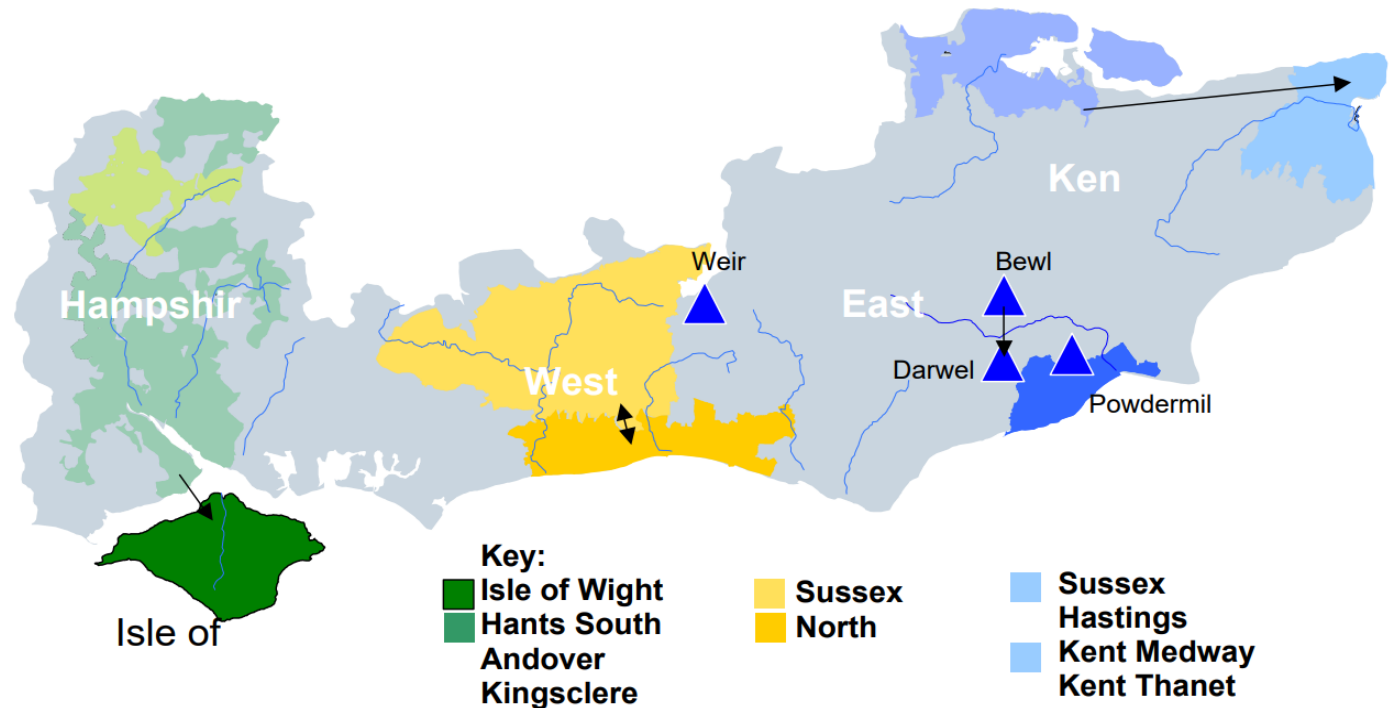 Ken
Weir
Bewl
Hampshir
East
West
Darwel
Powdermil
Isle of
Key:
Isle of Wight
Hants South
Andover
Kingsclere
Sussex
North
Sussex
Hastings
Kent Medway
Kent Thanet